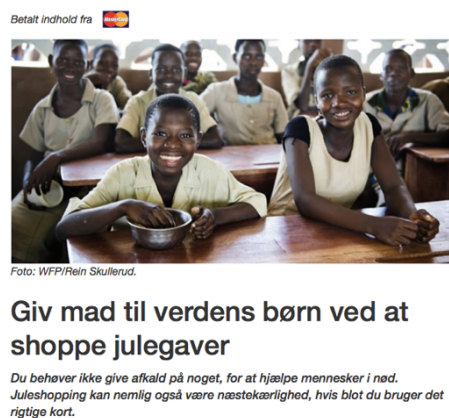 Betalt indhold fra MasterCard
Foto: WFP/Rein Skullerud.
Giv mad til verdens børn ved at
shoppe julegaver
Du behøver ikke give afkald på noget, for at hjælpe mennesker i nød.
Juleshopping kan nemlig også være næstekærlighed, hvis blot du bruger det
rigtige kort.